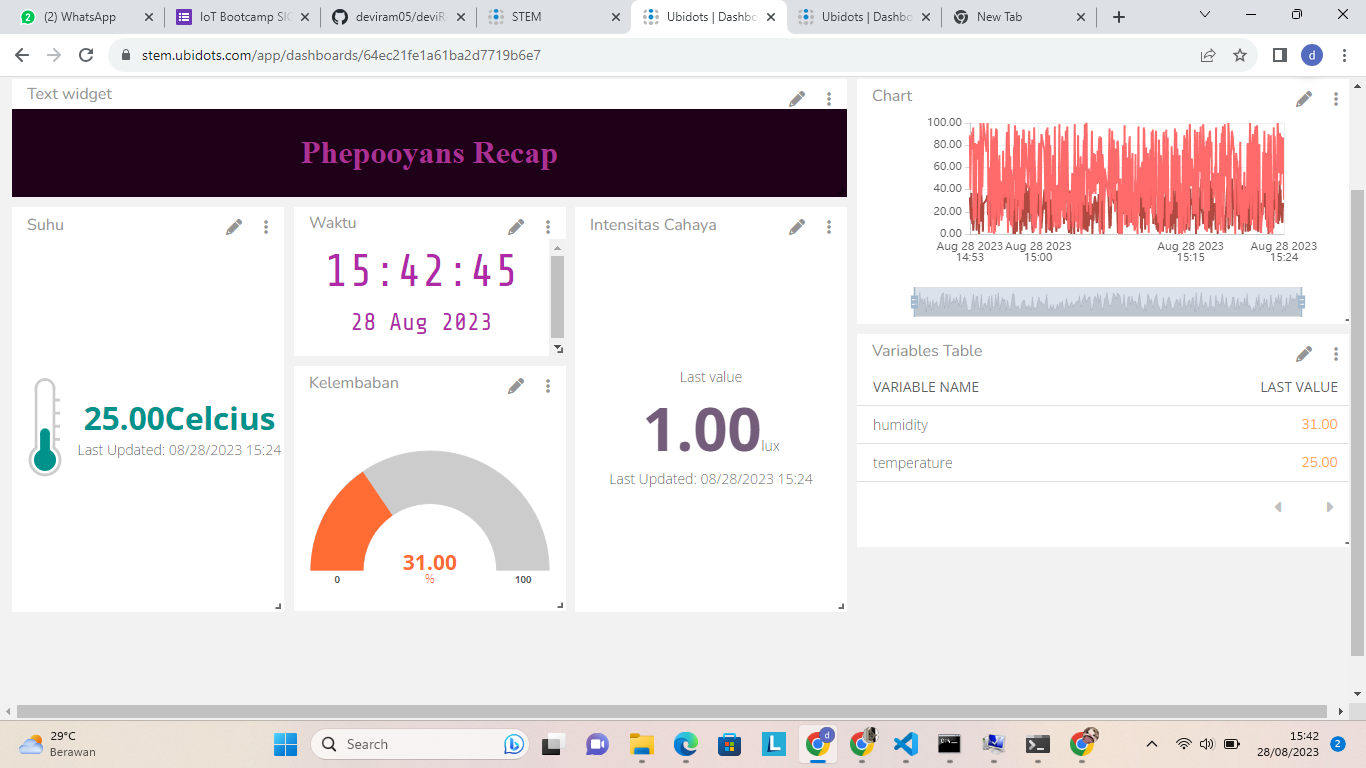 (2) WhatsApp
IoT Bootcamp SIC
deviram05/deviR
STEM
Ubidots | Dashbo
Ubidots | Dashbo
New Tab
stem.ubidots.com/app/dashboards/64ec21fe1a61ba2d7719b6e7
d
Text widget
Phepooyans Recap
Suhu
25.00Celcius
Last Updated: 08/28/2023 15:24
Waktu
15:42:45
28 Aug 2023
Kelembaban
31.00
%
0
100
Intensitas Cahaya
Last value
1.00lux
Last Updated: 08/28/2023 15:24
Chart
100.00
80.00
60.00
40.00
20.00
0.00
Aug 28 2023 Aug 28 2023 Aug 28 2023 Aug 28 2023
14:53 15:00 15:15 15:24
Variables Table
VARIABLE NAME LAST VALUE
humidity 31.00
temperature 25.00
29°C
Berawan
Search
L
d
15:42
28/08/2023
2